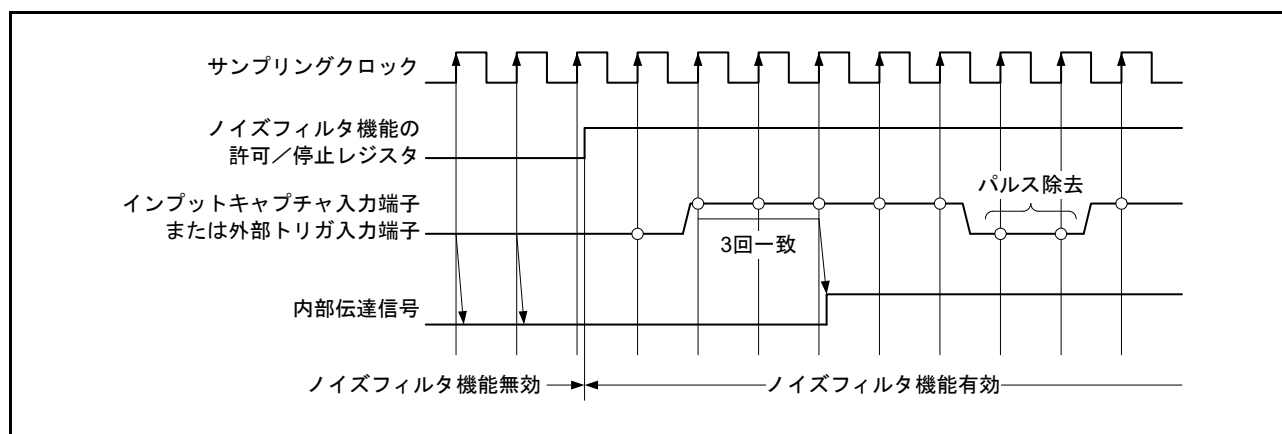 サンプリングクロック
ノイズフィルタ機能の
許可／停止レジスタ
インプットキャプチャ入力端子
または外部トリガ入力端子
パルス除去
3回一致
内部伝達信号
ノイズフィルタ機能無効
ノイズフィルタ機能有効